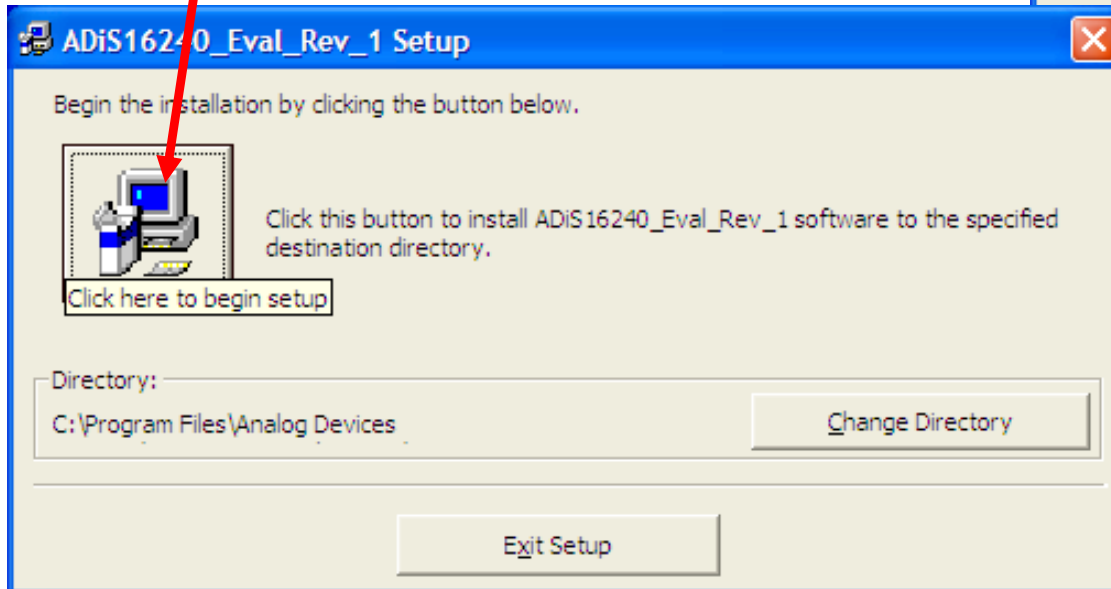 ADiS16240_Eval_Rev_1 Setup
Begin the installation by clicking the button below.
Click this button to install ADiS16240_Eval_Rev_1 software to the specified
destination directory.
Click here to begin setup
Directory:
C:\Program Files\Analog Devices
Change Directory
Exit Setup